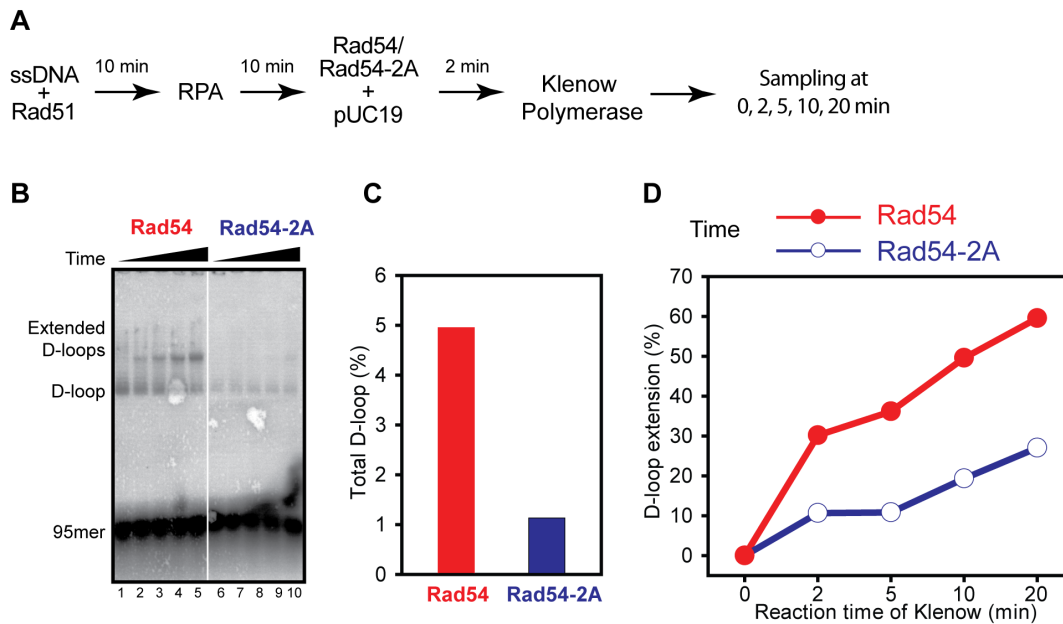 A
ssDNA
+
Rad51
10 min
RPA
10 min
Rad54/
Rad54-2A
+
pUC19
2 min
Klenow
Polymerase
Sampling at
0, 2, 5, 10, 20 min
B
Rad54 Rad54-2A
Time
Extended
D-loops
D-loop
95mer
1 2 3 4 5 6 7 8 9 10
C
Total D-loop (%)
6
5
4
3
2
1
0
Rad54 Rad54-2A
D
Time
Rad54
Rad54-2A
D-loop extension (%)
70
60
50
40
30
20
10
0
0 2 5 10 20
Reaction time of Klenow (min)